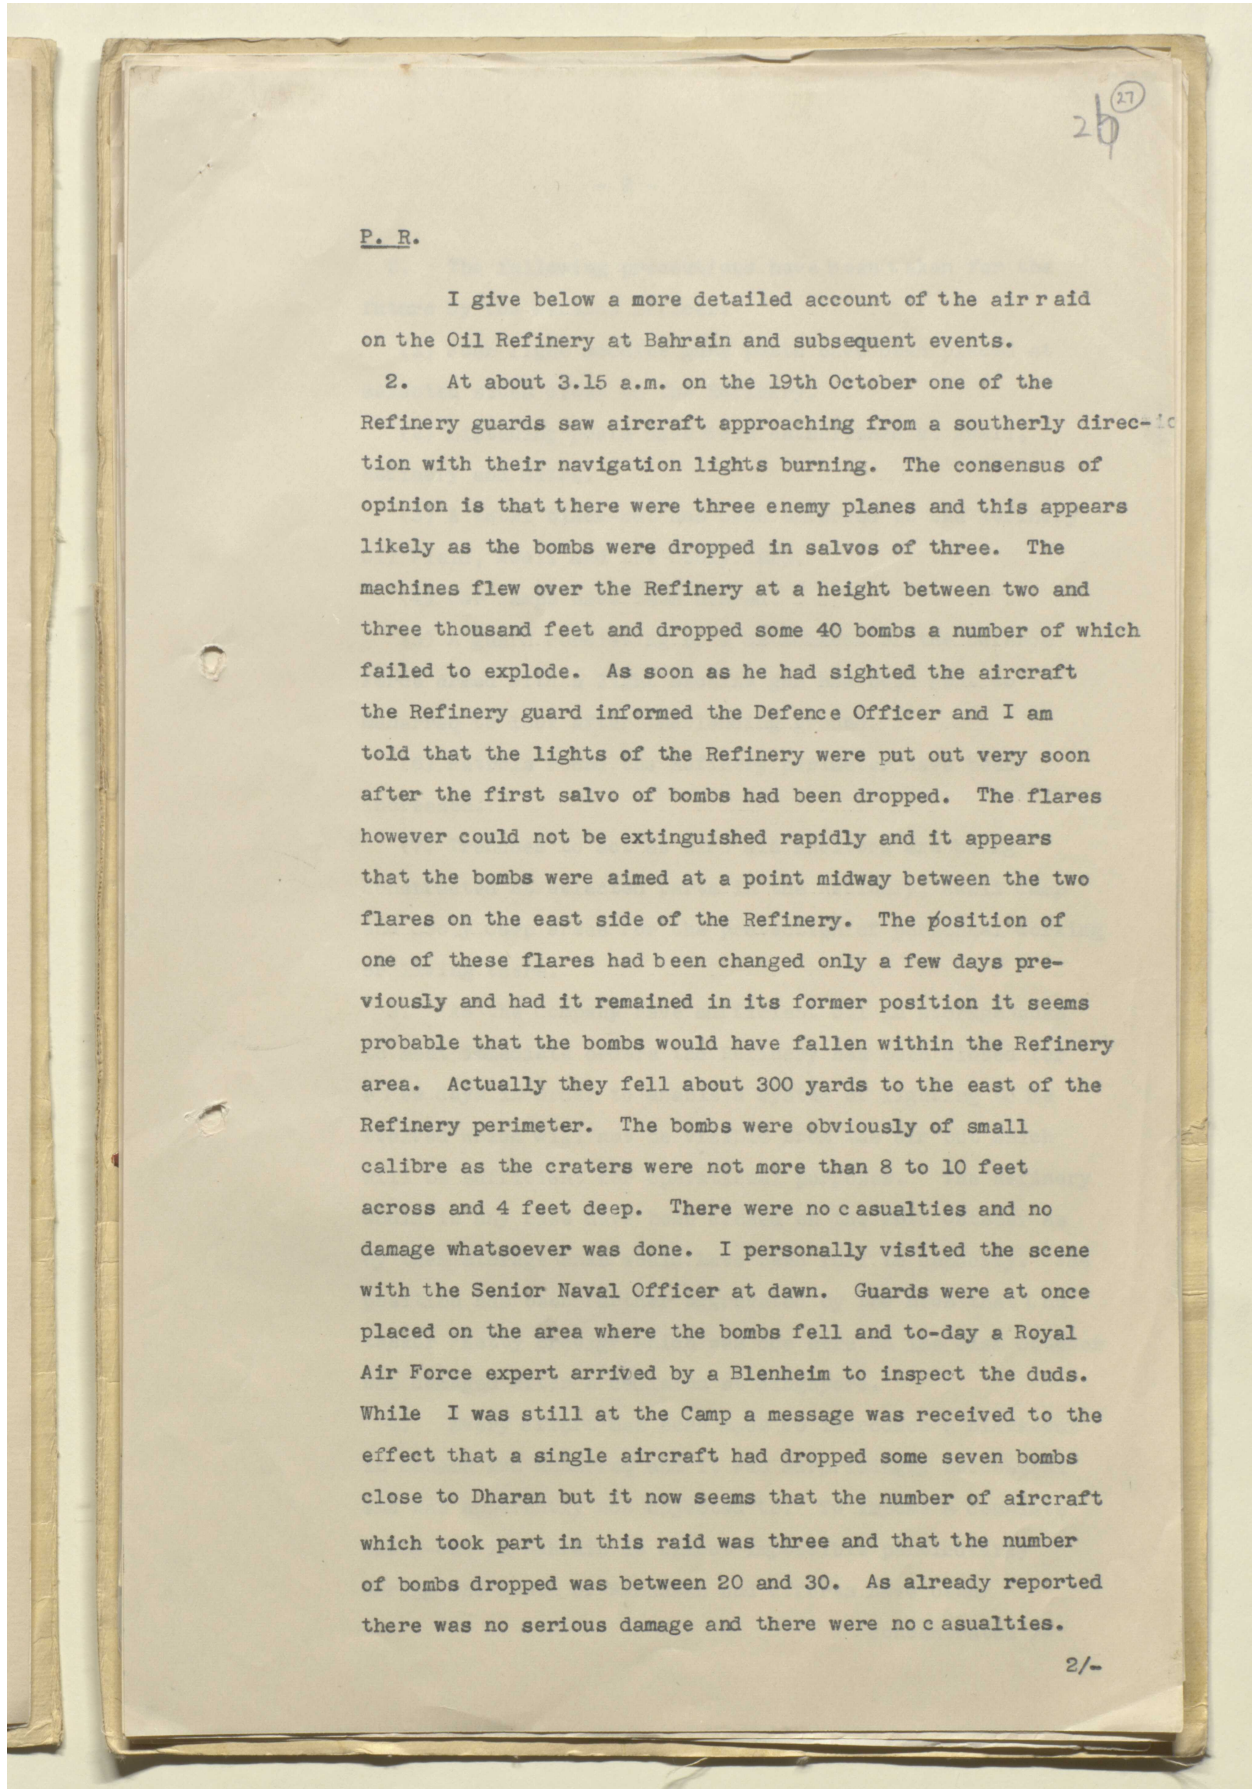 27
26
P. R.
I give below a more detailed account of the air raid
on the Oil Refinery at Bahrain and subsequent events.
2. At about 3.15 a.m. on the 19th October one of the
Refinery guards saw aircraft approaching from a southerly direc-
tion with their navigation lights burning. The consensus of
opinion is that there were three enemy planes and this appears
likely as the bombs were dropped in salvos of three. The
machines flew over the Refinery at a height between two and
three thousand feet and dropped some 40 bombs a number of which
failed to explode. As soon as he had sighted the aircraft
the Refinery guard informed the Defence Officer and I am
told that the lights of the Refinery were put out very soon
after the first salvo of bombs had been dropped. The flares
however could not be extinguished rapidly and it appears
that the bombs were aimed at a point midway between the two
flares on the east side of the Refinery. The position of
one of these flares had been changed only a few days pre-
viously and had it remained in its former position it seems
probable that the bombs would have fallen within the Refinery
area. Actually they fell about 300 yards to the east of the
Refinery perimeter. The bombs were obviously of small
calibre as the craters were not more than 8 to 10 feet
across and 4 feet deep. There were no casualties and no
damage whatsoever was done. I personally visited the scene
with the Senior Naval Officer at dawn. Guards were at once
placed on the area where the bombs fell and to-day a Royal
Air Force expert arrived by a Blenheim to inspect the duds.
While I was still at the Camp a message was received to the
effect that a single aircraft had dropped some seven bombs
close to Dharan but it now seems that the number of aircraft
which took part in this raid was three and that the number
of bombs dropped was between 20 and 30. As already reported
there was no serious damage and there were no casualties.
2/-